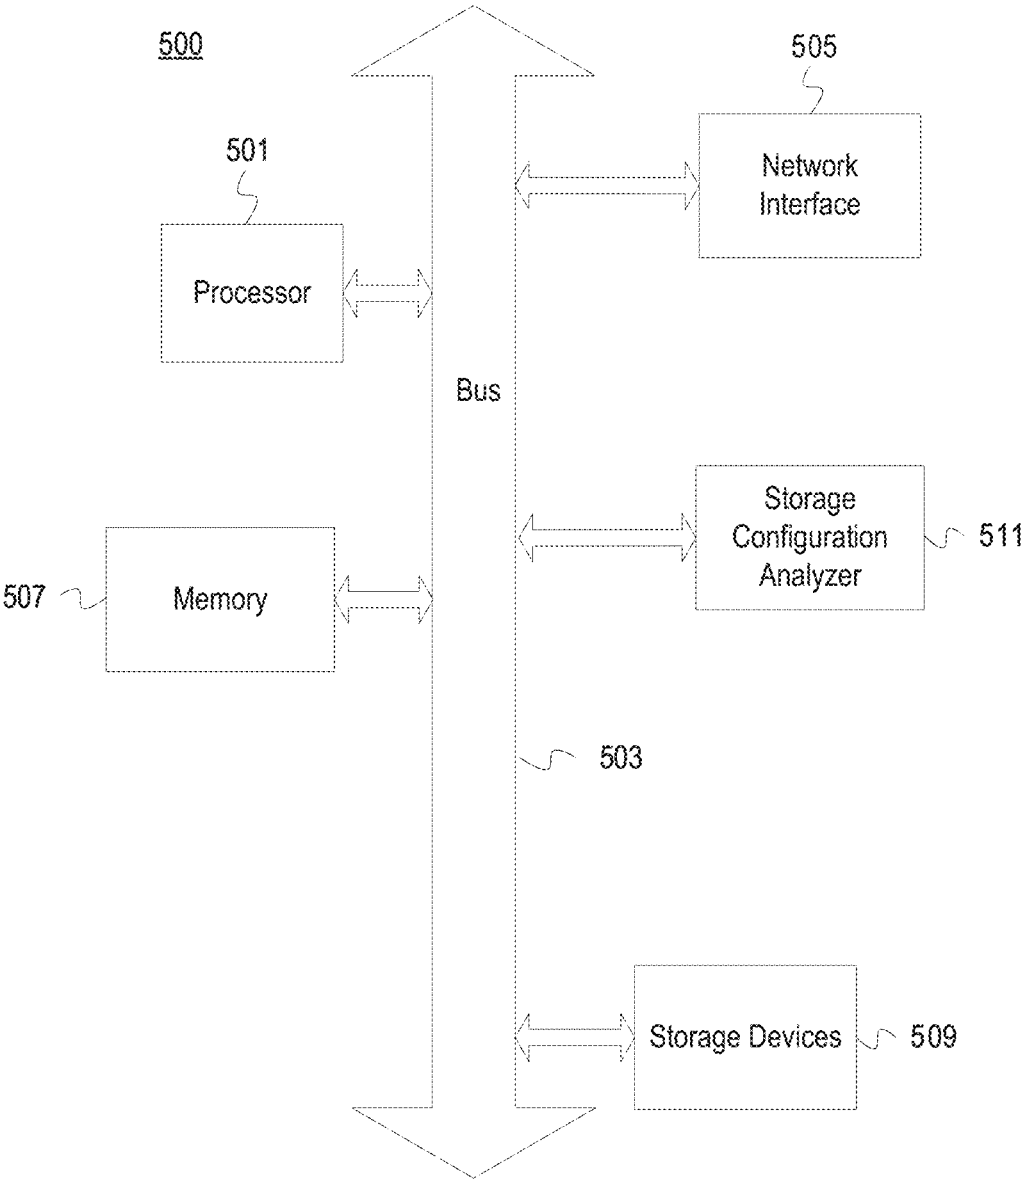 500
505
Network
Interface
501
Processor
Bus
Storage
Configuration
Analyzer
511
507
Memory
503
Storage Devices
509